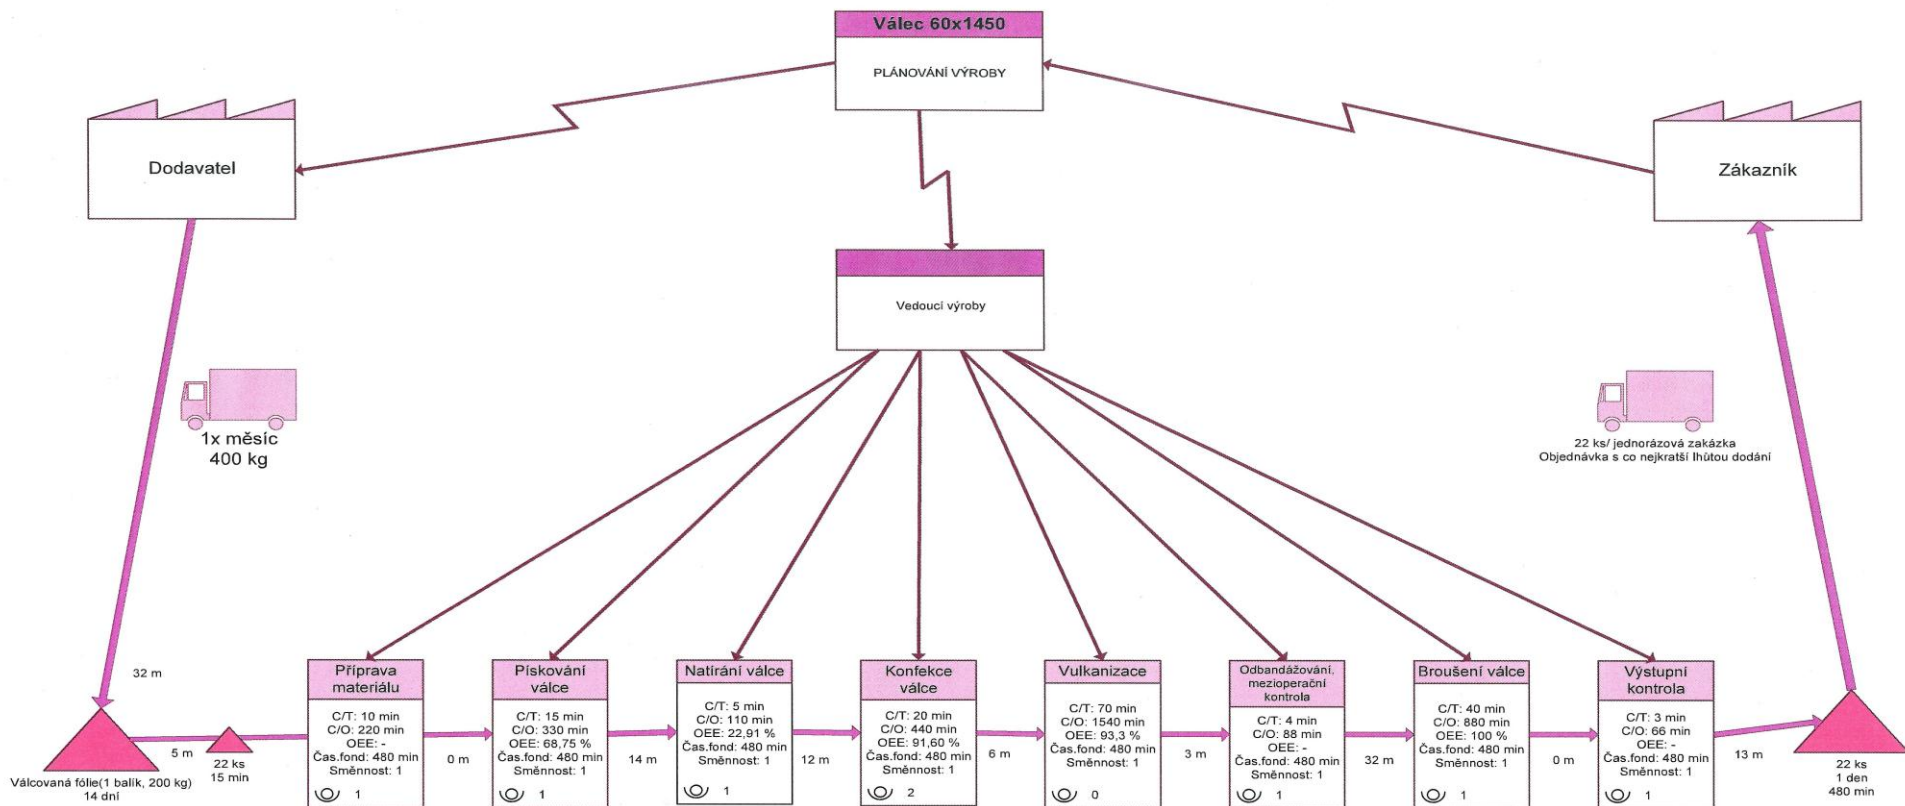 Válec 60x1450
PLÁNOVÁNÍ VÝROBY
Dodavatel
Zákazník
Vedoucí výroby
1x měsíc
400 kg
22 ks/ jednorázová zakázka
Objednávka s co nejkratší lhůtou dodání
32 m
Válcovaná fólie(1 balík, 200 kg)
14 dní
5 m
22 ks
15 min
Příprava
materiálu
C/T: 10 min
C/O: 220 min
OEE: -
Čas.fond: 480 min
Směnnost: 1
1
0 m
Pískování
válce
C/T: 15 min
C/O: 330 min
OEE: 68,75 %
Čas.fond: 480 min
Směnnost: 1
1
14 m
Natírání válce
C/T: 5 min
C/O: 110 min
OEE: 22,91 %
Čas.fond: 480 min
Směnnost: 1
1
12 m
Konfekce
válce
C/T: 20 min
C/O: 440 min
OEE: 91,60 %
Čas.fond: 480 min
Směnnost: 1
2
6 m
Vulkanizace
C/T: 70 min
C/O: 1540 min
OEE: 93,3 %
Čas.fond: 480 min
Směnnost: 1
0
3 m
Odbandážování,
mezioperační
kontrola
C/T: 4 min
C/O: 88 min
OEE: -
Čas.fond: 480 min
Směnnost: 1
1
32 m
Broušení válce
C/T: 40 min
C/O: 880 min
OEE: 100 %
Čas.fond: 480 min
Směnnost: 1
1
0 m
Výstupní
kontrola
C/T: 3 min
C/O: 66 min
OEE: -
Čas.fond: 480 min
Směnnost: 1
1
13 m
22 ks
1 den
480 min